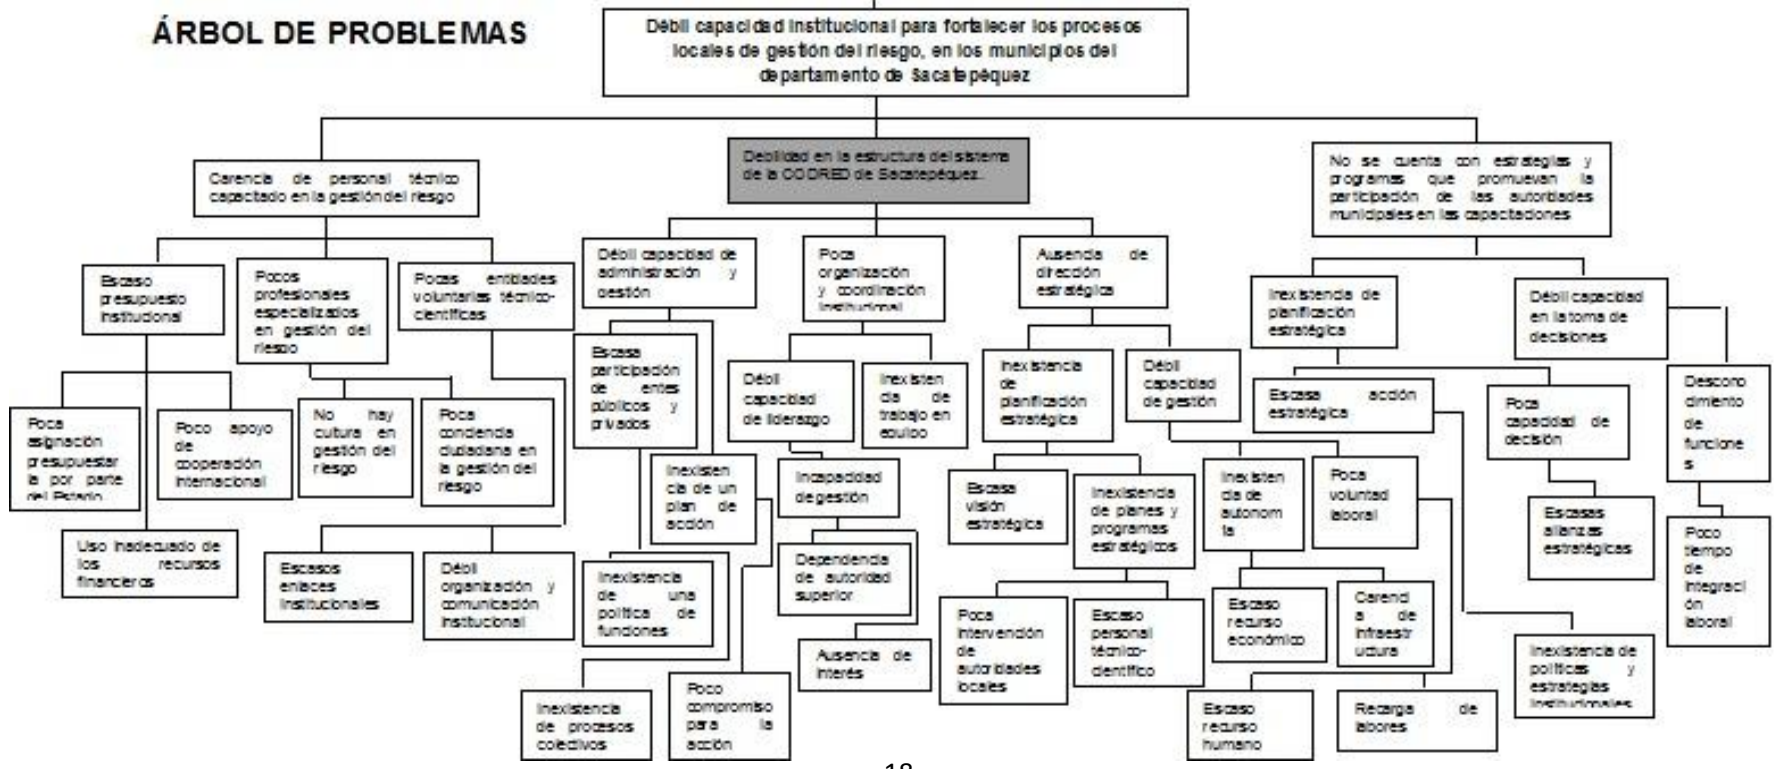 ÁRBOL DE PROBLEMAS
Débil capacidad institucional para fortalecer los procesos
locales de gestión del riesgo, en los municipios del
departamento de Sacatepéquez
Carencia de personal técnico
capactado en la gestión del riesgo
Debilidad en la estructura del sistema
de la CODRED de Sacatepéquez.
No se cuenta con estrategias y
programas que promuevan la
participación de las autoridades
municipales en las capacitaciones
Escaso
presupuesto
institucional
Pocos
profesionales
especializados
en gestión del
riesgo
Pocas entidades
voluntarias técnico-
científicas
Débil capacidad de
administración y
gestión
Poca
organización
y coordinación
institucional
Ausencia de
dirección
estratégica
Inexistencia de
planificación
estratégica
Débil capacidad
en la toma de
decisiones
Poca
asignación
presupuestar
ia por parte
del Estado
Poco apoyo
de
cooperación
internacional
No hay
cultura en
gestión del
riesgo
Poca
conciencia
ciudadana en
la gestión del
riesgo
Escasa
participación
de entes
públicos y
privados
Débil
capacidad
de liderazgo
Inexisten
cia de
trabajo en
equipo
Inexistencia
de
planificación
estratégica
Débil
capacidad
de gestión
Escasa acción
estratégica
Poca
capacidad de
decisión
Descono
cimiento
de
funcione
s
Uso inadecuado de
los recursos
financieros
Escasos
enlaces
institucionales
Débil
organización y
comunicación
institucional
Inexisten
cia de un
plan de
acción
Incapacidad
de gestión
Escasa
visión
estratégica
Inexistencia
de planes y
programas
estratégicos
Inexisten
cia de
autonom
ía
Poca
voluntad
laboral
Escasas
alianzas
estratégicas
Poco
tiempo
de
integraci
ón
laboral
Inexistencia
de una
política de
funciones
Dependencia
de autoridad
superior
Poca
intervención
de
autoridades
locales
Escaso
personal
técnico-
científico
Escaso
recurso
económico
Carenci
a de
infraestr
uctura
Ausencia de
interés
Inexistencia de
políticas y
estrategias
institucionales
Inexistencia
de procesos
colectivos
Poco
compromiso
para la
acción
Escaso
recurso
humano
Recarga de
labores
18